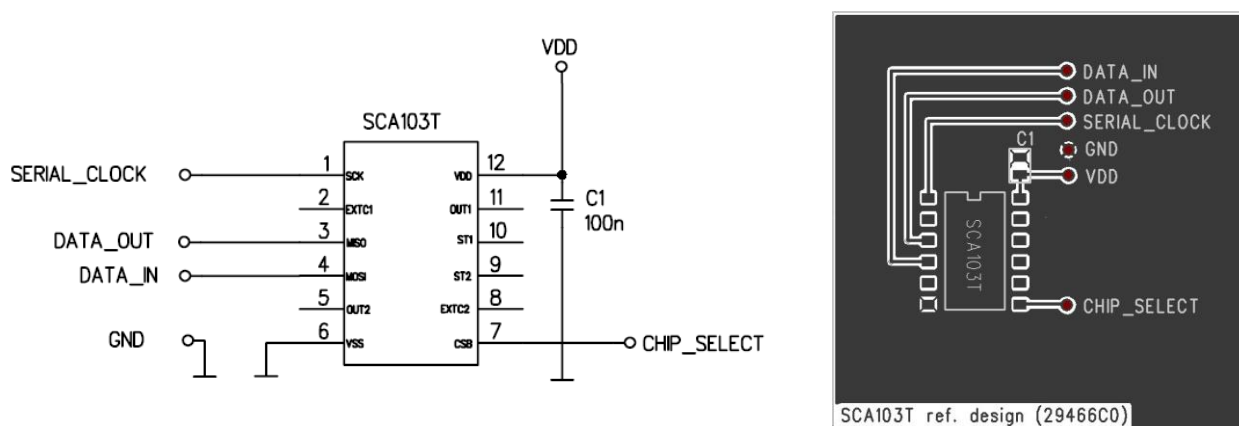 VDD
SCA103T
SERIAL_CLOCK
1
SCK
VDD
12
2
EXTC1
OUT1
11
C1
100n
DATA_OUT
3
MISO
ST1
10
DATA_IN
4
MOSI
ST2
9
5
OUT2
EXTC2
8
GND
6
VSS
CSB
7
CHIP_SELECT
DATA_IN
DATA_OUT
SERIAL_CLOCK
C1
GND
VDD
SCA103T
CHIP_SELECT
SCA103T ref. design (29466C0)